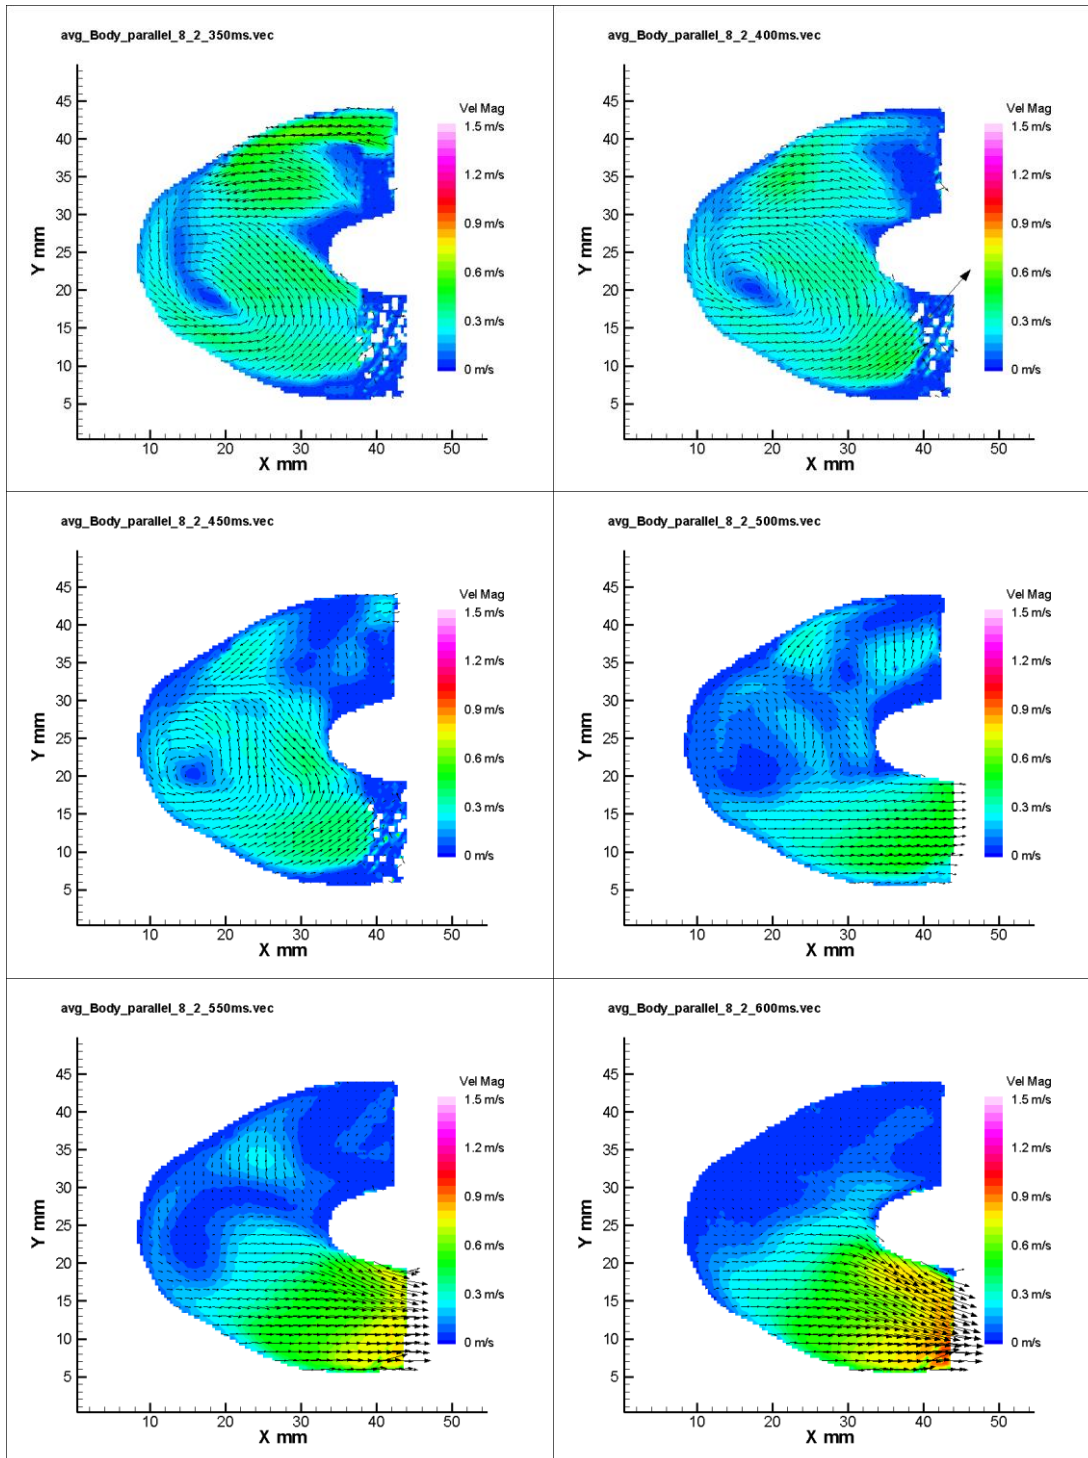 avg_Body_parallel_8_2_350ms.vec
Vel Mag
1.5 m/s
1.2 m/s
0.9 m/s
0.6 m/s
0.3 m/s
0 m/s
45
40
35
30
25
20
15
10
5
Y mm
10 20 30 40 50
X mm
avg_Body_parallel_8_2_400ms.vec
Vel Mag
1.5 m/s
1.2 m/s
0.9 m/s
0.6 m/s
0.3 m/s
0 m/s
45
40
35
30
25
20
15
10
5
Y mm
10 20 30 40 50
X mm
avg_Body_parallel_8_2_450ms.vec
Vel Mag
1.5 m/s
1.2 m/s
0.9 m/s
0.6 m/s
0.3 m/s
0 m/s
45
40
35
30
25
20
15
10
5
Y mm
10 20 30 40 50
X mm
avg_Body_parallel_8_2_500ms.vec
Vel Mag
1.5 m/s
1.2 m/s
0.9 m/s
0.6 m/s
0.3 m/s
0 m/s
45
40
35
30
25
20
15
10
5
Y mm
10 20 30 40 50
X mm
avg_Body_parallel_8_2_550ms.vec
Vel Mag
1.5 m/s
1.2 m/s
0.9 m/s
0.6 m/s
0.3 m/s
0 m/s
45
40
35
30
25
20
15
10
5
Y mm
10 20 30 40 50
X mm
avg_Body_parallel_8_2_600ms.vec
Vel Mag
1.5 m/s
1.2 m/s
0.9 m/s
0.6 m/s
0.3 m/s
0 m/s
45
40
35
30
25
20
15
10
5
Y mm
10 20 30 40 50
X mm